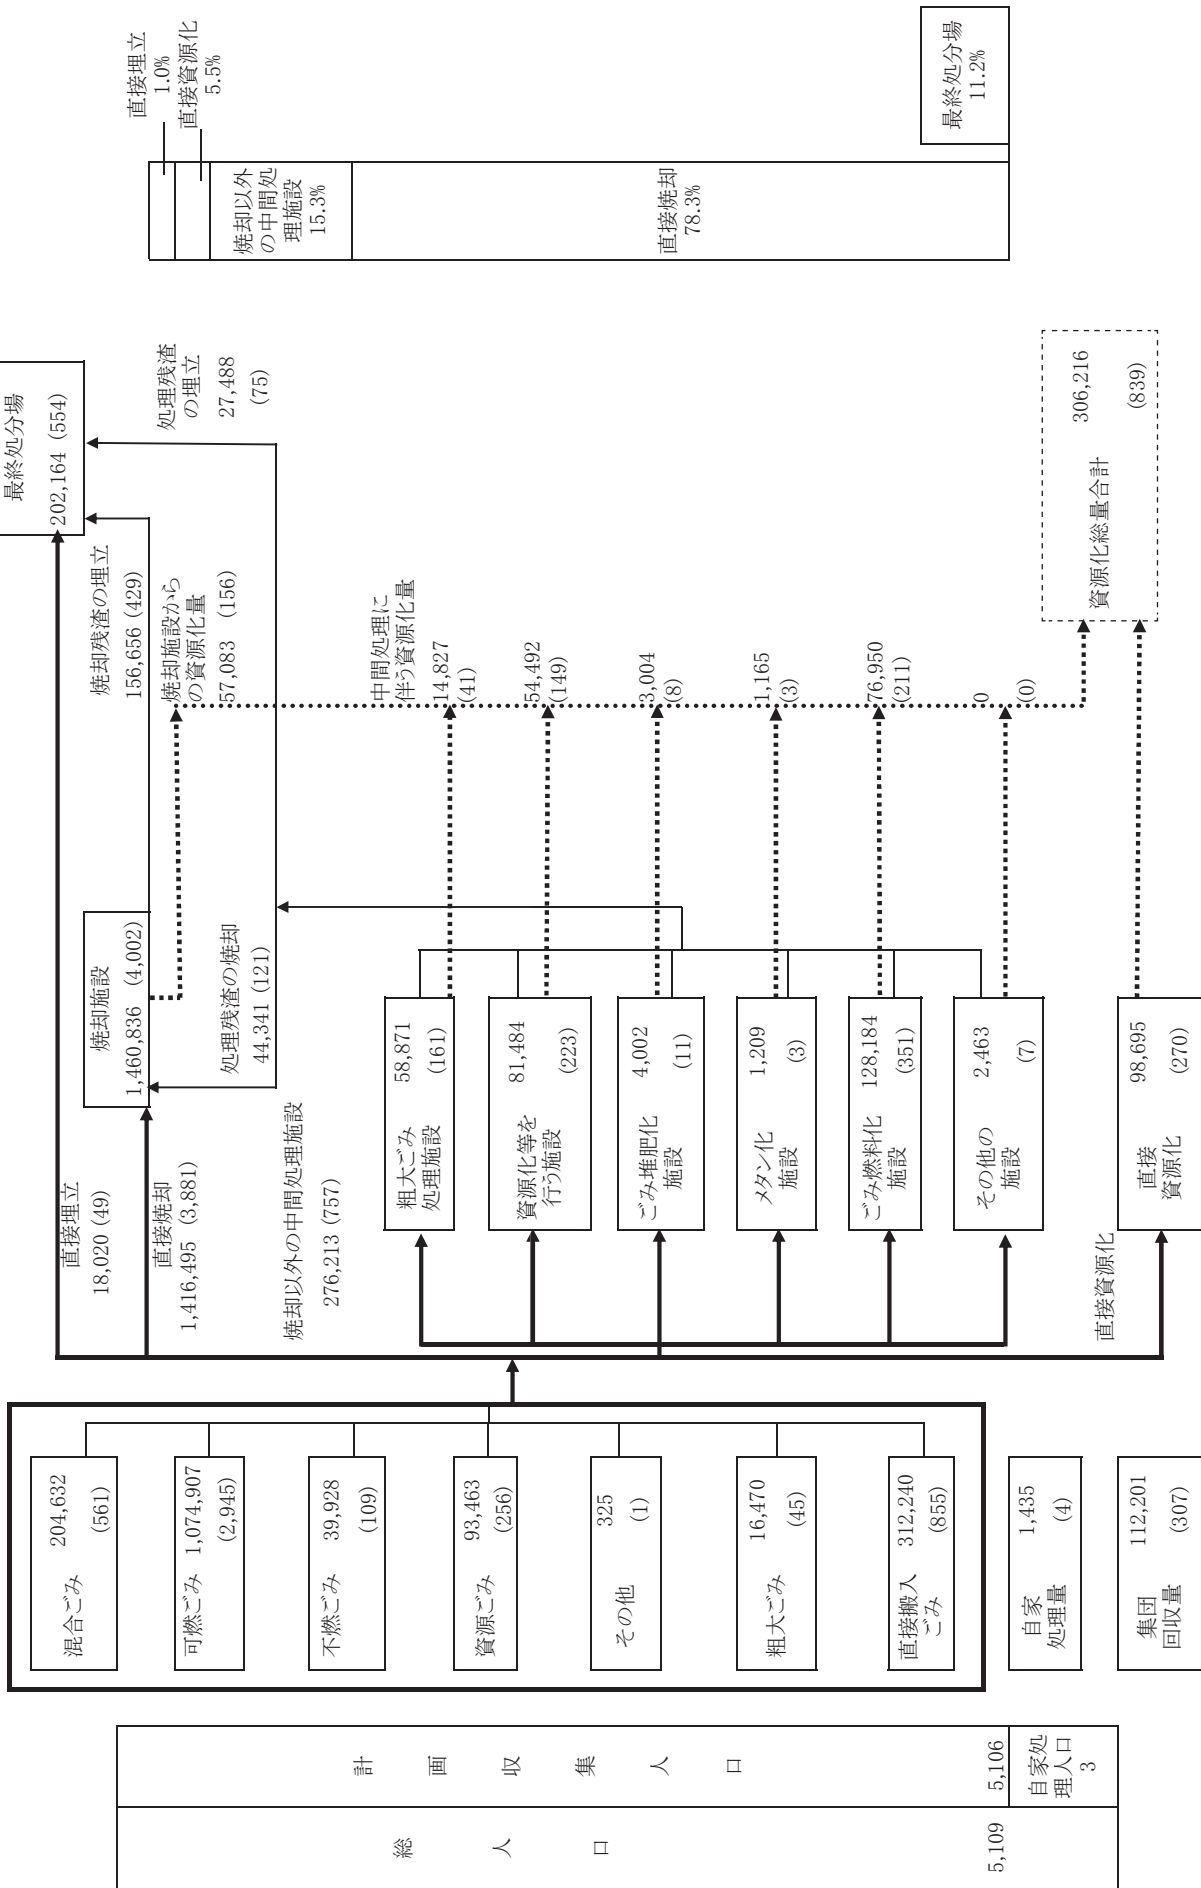 総人口
5,109
計画収集人口
5,106
自家処
理人口
3
混合ごみ
204,632
(561)
可燃ごみ
1,074,907
(2,945)
不燃ごみ
39,928
(109)
資源ごみ
93,463
(256)
その他
325
(1)
粗大ごみ
16,470
(45)
直接搬入
ごみ
312,240
(855)
自家
処理量
1,435
(4)
集団
回収量
112,201
(307)
直接埋立
18,020 (49)
直接焼却
1,416,495 (3,881)
焼却以外の中間処理施設
276,213 (757)
直接資源化
焼却施設
1,460,836 (4,002)
処理残渣の焼却
44,341 (121)
粗大ごみ
処理施設
58,871
(161)
資源化等を
行う施設
81,484
(223)
ごみ堆肥化
施設
4,002
(11)
メタン化
施設
1,209
(3)
ごみ燃料化
施設
128,184
(351)
その他の
施設
2,463
(7)
直接
資源化
98,695
(270)
焼却残渣の埋立
156,656 (429)
焼却施設から
の資源化量
57,083 (156)
中間処理に
伴う資源化量
14,827
(41)
54,492
(149)
3,004
(8)
1,165
(3)
76,950
(211)
0
(0)
最終処分場
202,164 (554)
処理残渣
の埋立
27,488
(75)
資源化総量合計
306,216
(839)
直接埋立
1.0%
直接資源化
5.5%
焼却以外
の中間処
理施設
15.3%
直接焼却
78.3%
最終処分場
11.2%